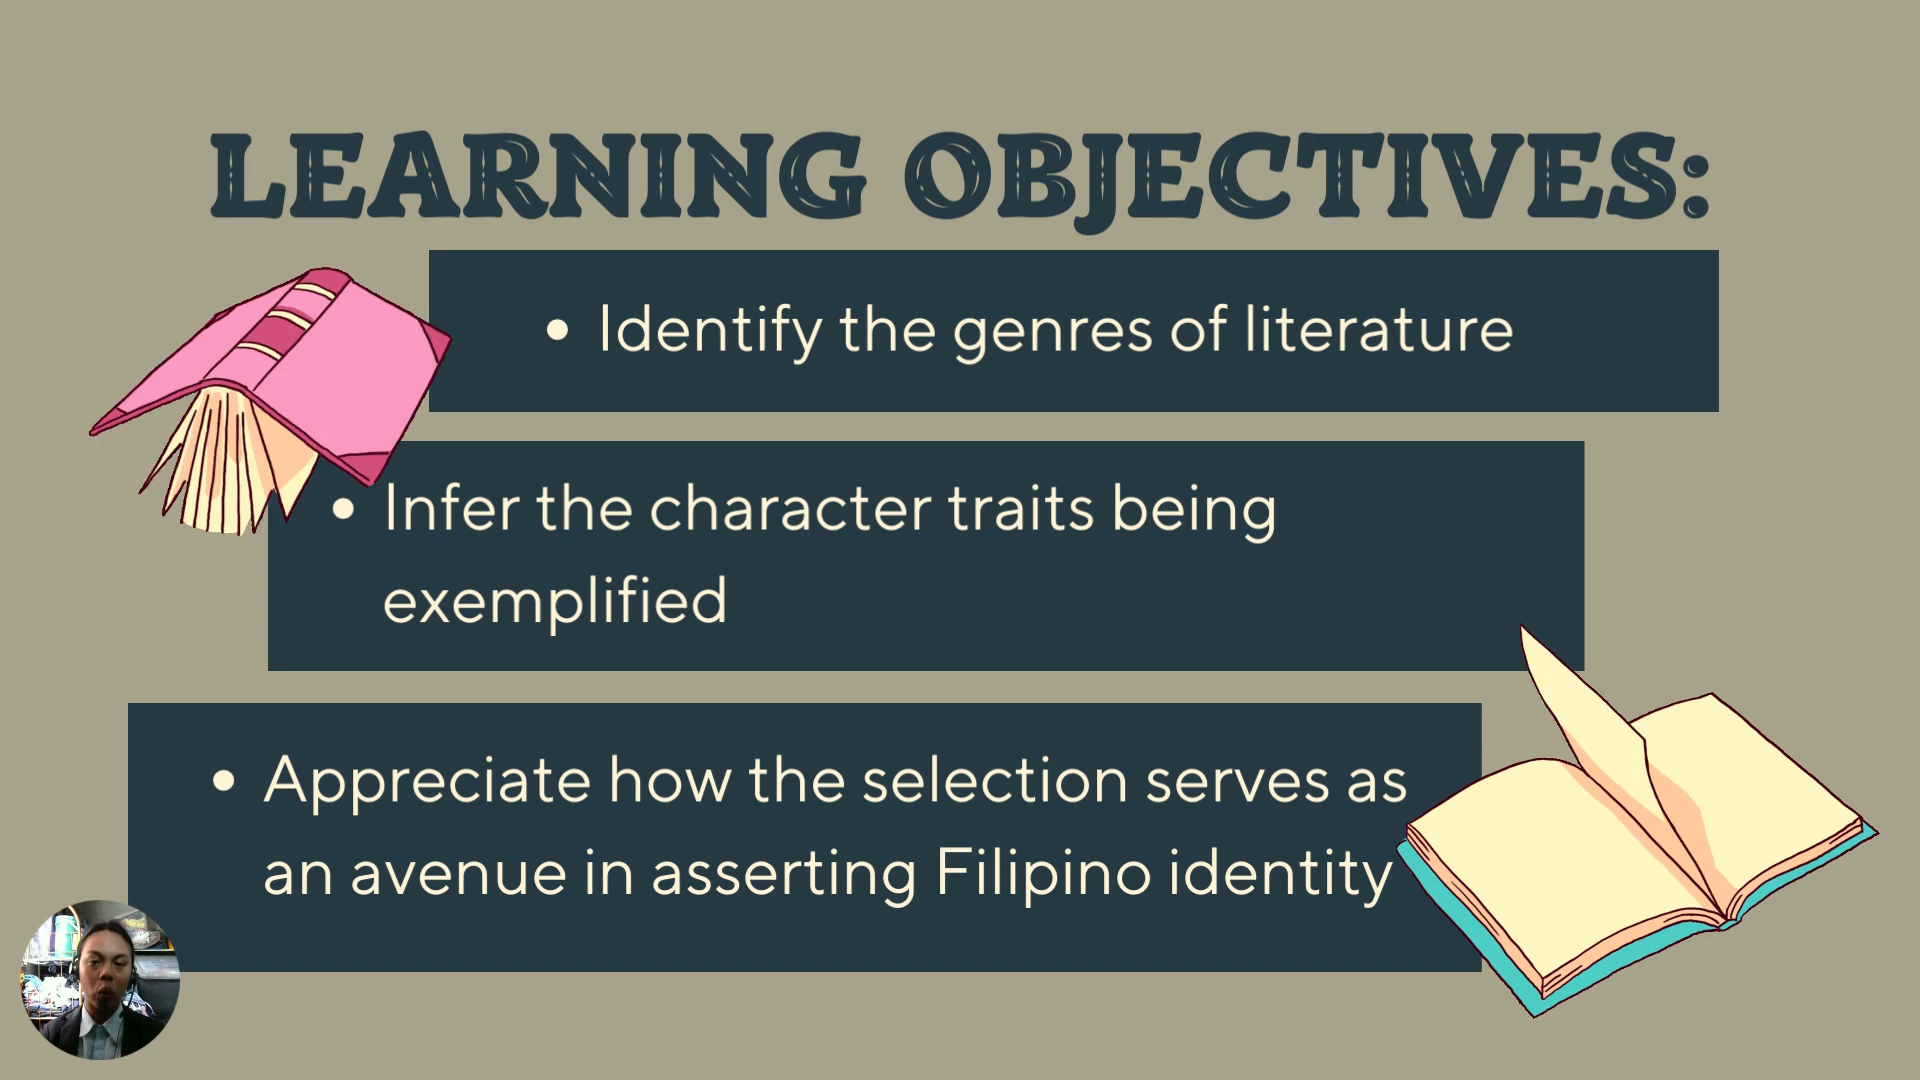 LEARNING OBJECTIVES:
• Identify the genres of literature
• Infer the character traits being
exemplified
• Appreciate how the selection serves as
an avenue in asserting Filipino identity